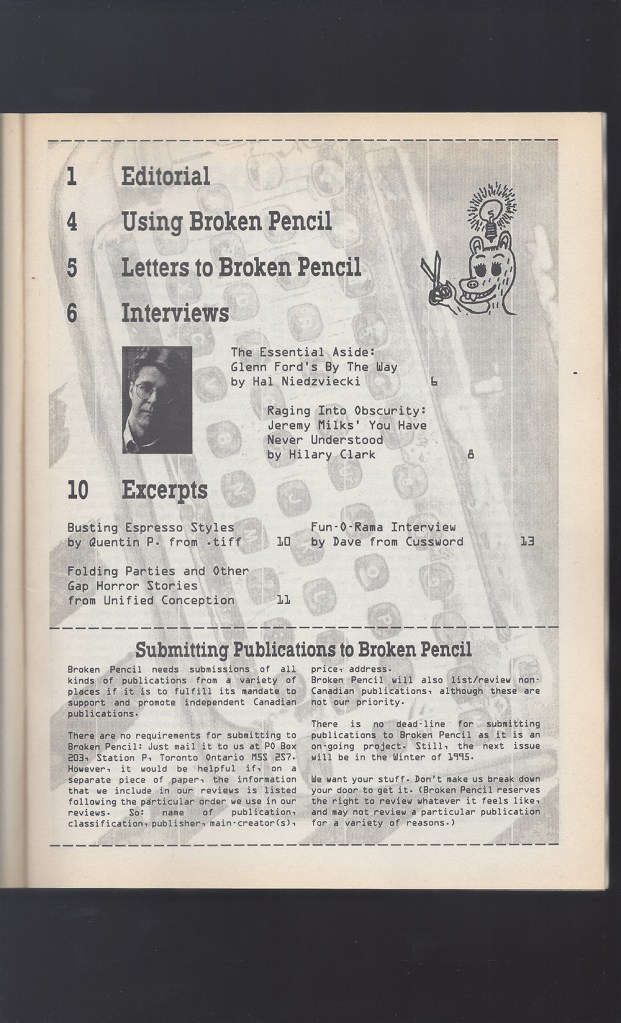 1 Editorial
4 Using Broken Pencil
5 Letters to Broken Pencil
6 Interviews
The Essential Aside:
Glenn Ford's By The Way
by Hal Niedzviecki 6
Raging Into Obscurity:
Jeremy Milks' You Have
Never Understood
by Hilary Clark 8
10 Excerpts
Busting Espresso Styles
by Quentin P. from .tiff 10
Folding Parties and Other
Gap Horror Stories
from Unified Conception 11
Fun-O-Rama Interview
by Dave from Cussword 13
Submitting Publications to Broken Pencil
Broken Pencil needs submissions of all
kinds of publications from a variety of
places if it is to fulfill its mandate to
support and promote independent Canadian
publications.
There are no requirements for submitting to
Broken Pencil: Just mail it to us at PO Box
203, Station P, Toronto Ontario M5S 2S7.
However, it would be helpful if, on a
separate piece of paper, the information
that we include in our reviews is listed
following the particular order we use in our
reviews. So: name of publication,
classification, publisher, main-creator(s),
price, address.
Broken Pencil will also list/review non-
Canadian publications, although these are
not our priority.
There is no dead-line for submitting
publications to Broken Pencil as it is an
on-going project. Still, the next issue
will be in the Winter of 1995.
We want your stuff. Don't make us break down
your door to get it. (Broken Pencil reserves
the right to review whatever it feels like,
and may not review a particular publication
for a variety of reasons.)